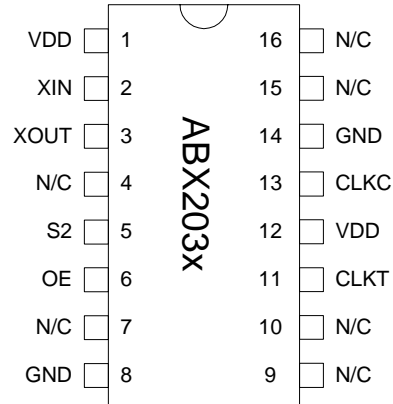 VDD 1 16 N/C
XIN 2 15 N/C
XOUT 3 14 GND
N/C 4 13 CLKC
S2 5 12 VDD
OE 6 11 CLKT
N/C 7 10 N/C
GND 8 9 N/C
ABX203x